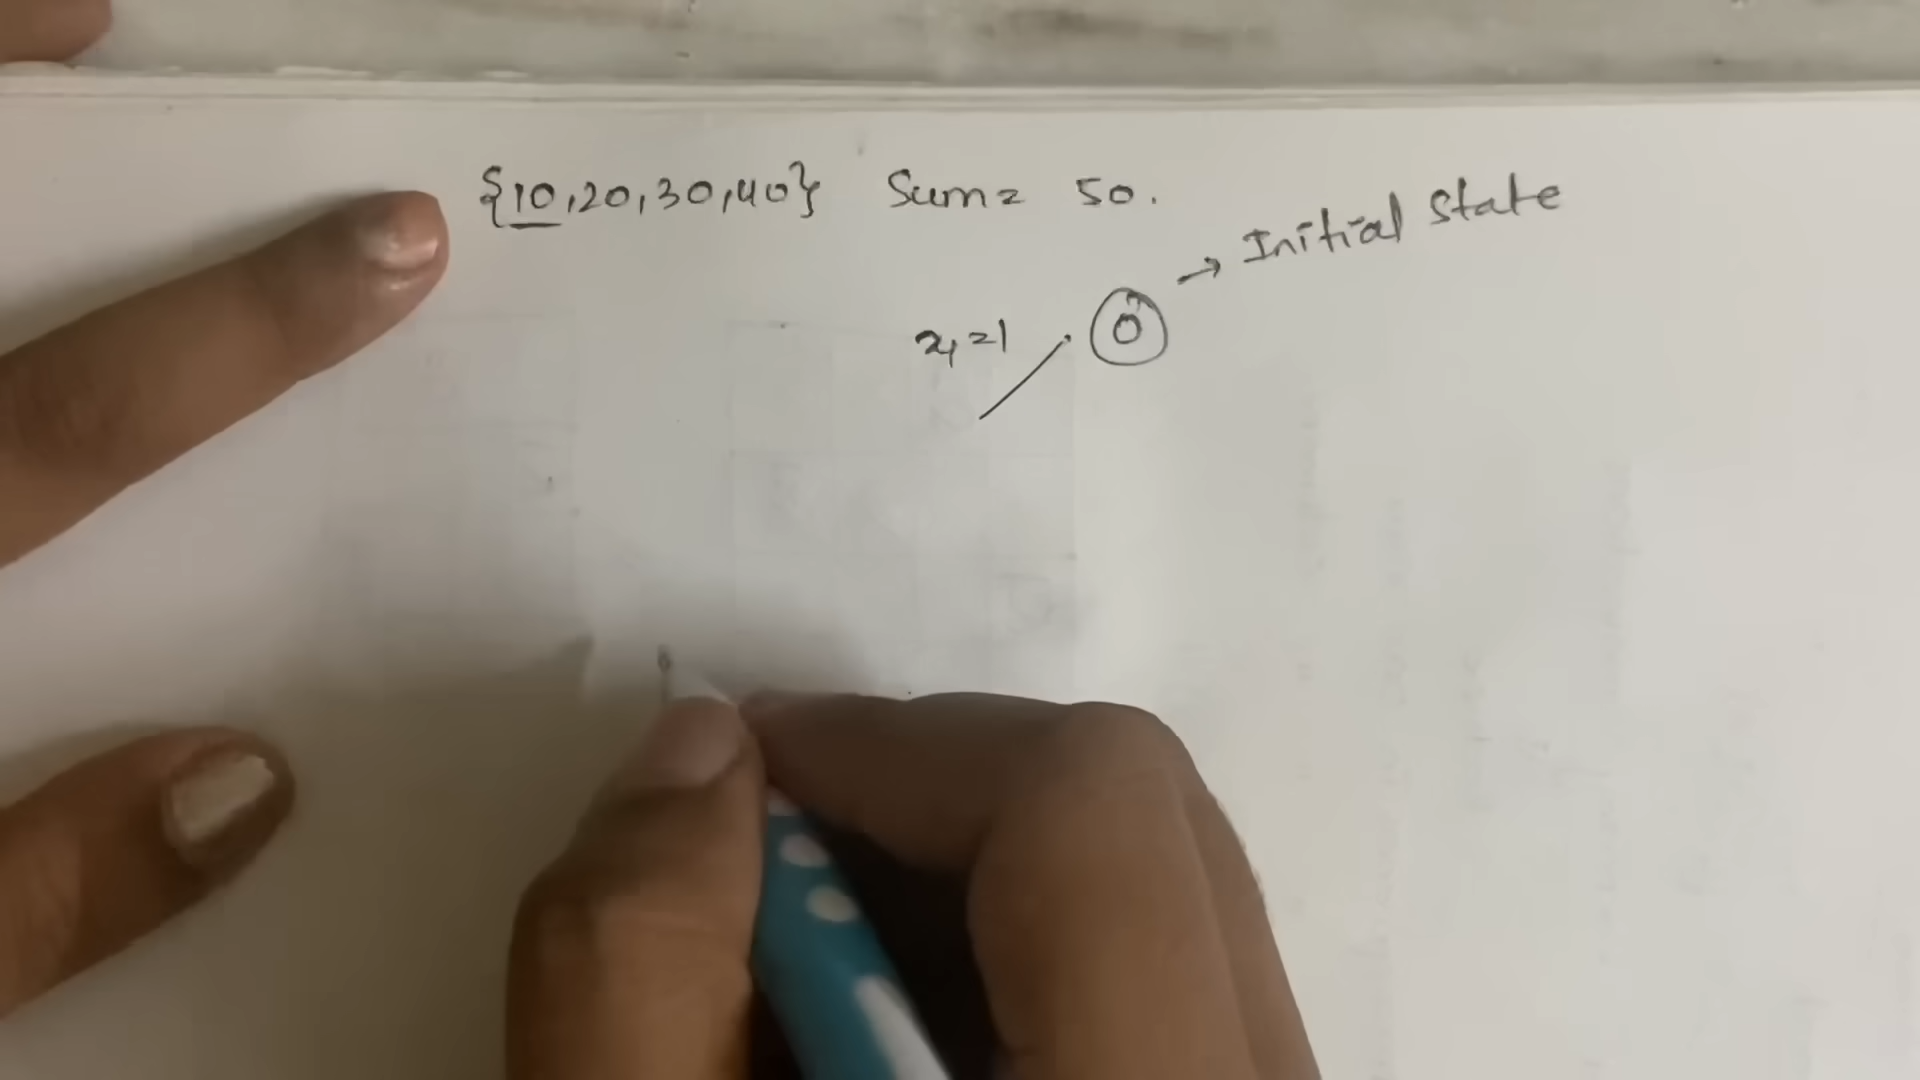 {10,20,30,40} Sum= 50.
→ Initial State
x₁=1
0